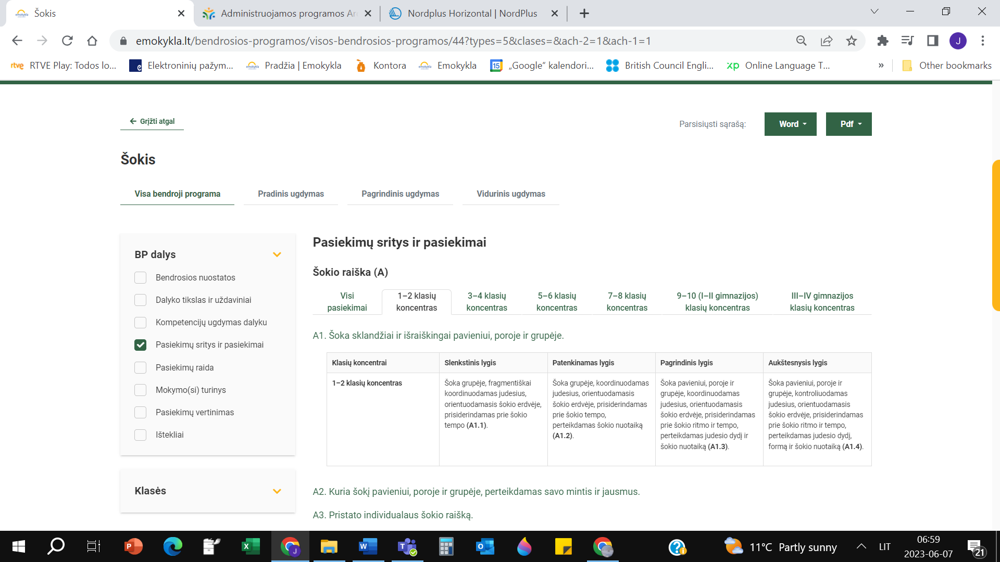 Šokis
Administruojamos programos Arc
Nordplus Horizontal | NordPlus
emokykla.lt/bendrosios-programos/visos-bendrosios-programos/44?types=5&clases=&ach-2=1&ach-1=1
J
rtve RTVE Play: Todos lo...
Elektroninių pažym...
Pradžia | Emokykla
Kontora
Emokykla
15 „Google“ kalendori...
British Council Engli...
xp Online Language T...
» Other bookmarks
Grįžti atgal
Parsisiųsti sąrašą:
Word
Pdf
Šokis
Visa bendroji programa
Pradinis ugdymas
Pagrindinis ugdymas
Vidurinis ugdymas
BP dalys
Bendrosios nuostatos
Dalyko tikslas ir uždaviniai
Kompetencijų ugdymas dalyku
Pasiekimų sritys ir pasiekimai
Pasiekimų raida
Mokymo(si) turinys
Pasiekimų vertinimas
Ištekliai
Klasės
Pasiekimų sritys ir pasiekimai
Šokio raiška (A)
Visi
pasiekimai
1–2 klasių
koncentras
3–4 klasių
koncentras
5–6 klasių
koncentras
7–8 klasių
koncentras
9–10 (I–II gimnazijos)
klasių koncentras
III–IV gimnazijos
klasių koncentras
A1. Šoka sklandžiai ir išraiškingai pavieniui, poroje ir grupėje.
Klasių koncentrai
Slenkstinis lygis
Patenkinamas lygis
Pagrindinis lygis
Aukštesnysis lygis
1–2 klasių koncentras
Šoka grupėje, fragmentiškai
koordinuodamas judesius,
orientuodamasis šokio erdvėje,
prisiderindamas prie šokio
tempo (A1.1).
Šoka grupėje, koordinuodamas
judesius, orientuodamasis
šokio erdvėje, prisiderindamas
prie šokio tempo,
perteikdamas šokio nuotaiką
(A1.2).
Šoka pavieniui, poroje ir
grupėje, koordinuodamas
judesius, orientuodamasis
šokio erdvėje, prisiderindamas
prie šokio ritmo ir tempo,
perteikdamas judesio dydį ir
šokio nuotaiką (A1.3).
Šoka pavieniui, poroje ir
grupėje, kontroliuodamas
judesius, orientuodamasis
šokio erdvėje, prisiderindamas
prie šokio ritmo ir tempo,
perteikdamas judesio dydį,
formą ir šokio nuotaiką (A1.4).
A2. Kuria šokį pavieniui, poroje ir grupėje, perteikdamas savo mintis ir jausmus.
A3. Pristato individualaus šokio raišką.
11°C Partly sunny
LIT
06:59
2023-06-07
21